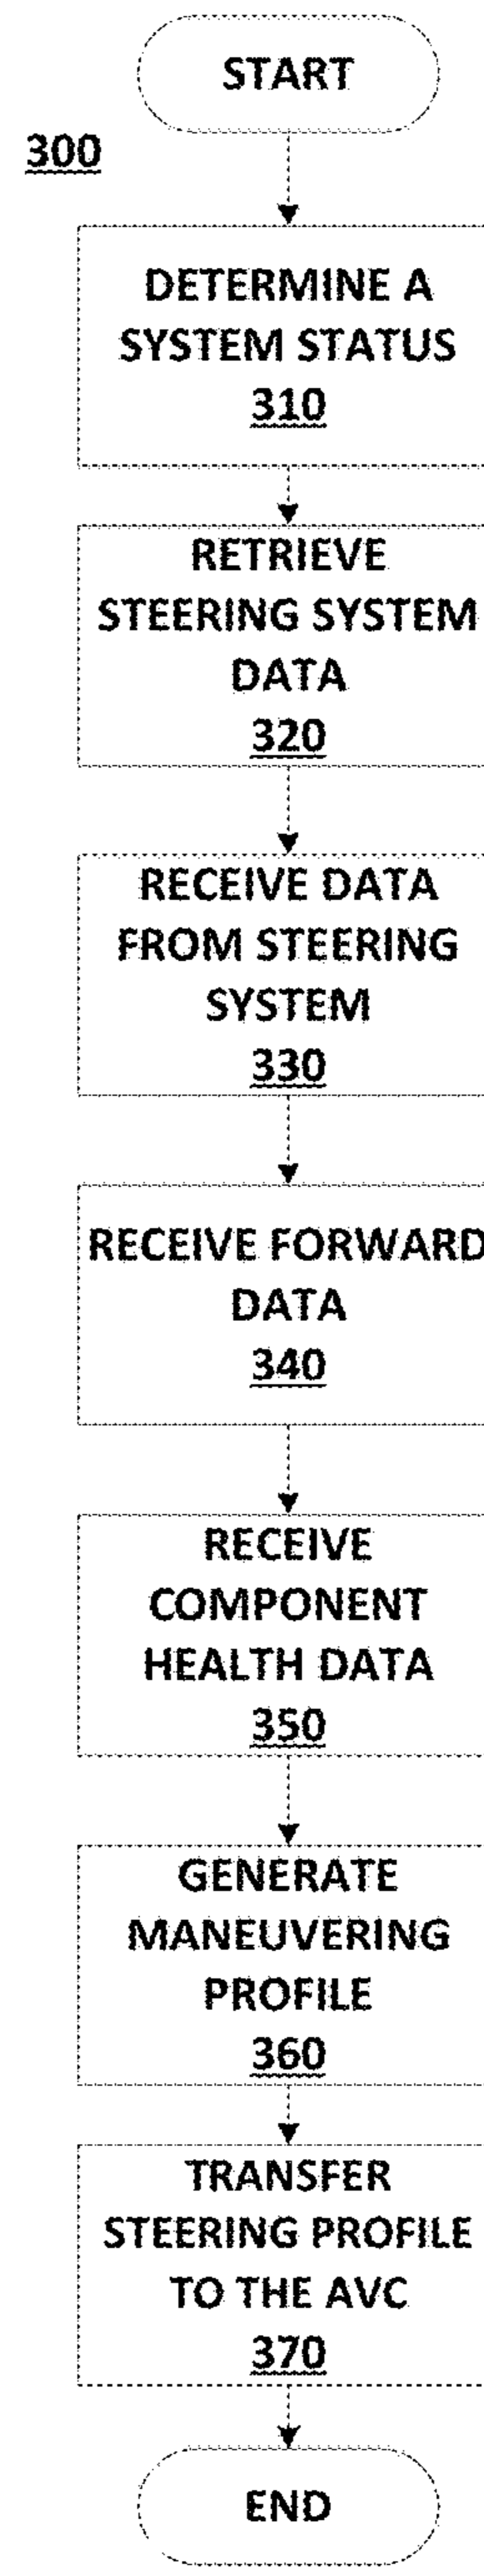 START
300
DETERMINE A
SYSTEM STATUS
310
RETRIEVE
STEERING SYSTEM
DATA
320
RECEIVE DATA
FROM STEERING
SYSTEM
330
RECEIVE FORWARD
DATA
340
RECEIVE
COMPONENT
HEALTH DATA
350
GENERATE
MANEUVERING
PROFILE
360
TRANSFER
STEERING PROFILE
TO THE AVC
370
END